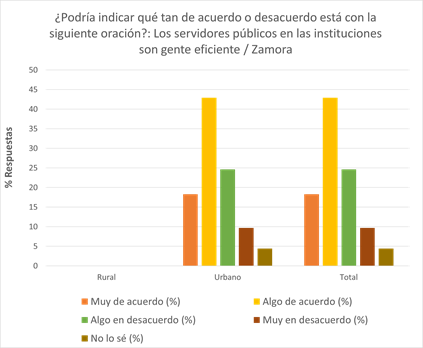 ¿Podría indicar qué tan de acuerdo o desacuerdo está con la
siguiente oración?: Los servidores públicos en las instituciones
son gente eficiente / Zamora
% Respuestas
50
45
40
35
30
25
20
15
10
5
0
Rural Urbano Total
Muy de acuerdo (%) Algo de acuerdo (%)
Algo en desacuerdo (%) Muy en desacuerdo (%)
No lo sé (%)